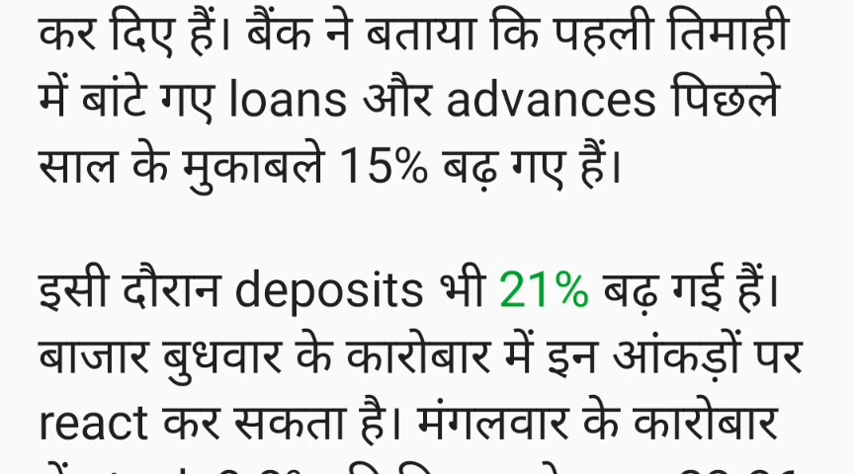 कर दिए हैं। बैंक ने बताया कि पहली तिमाही
में बांटे गए loans और advances पिछले
साल के मुकाबले 15% बढ़ गए हैं।
इसी दौरान deposits भी 21% बढ़ गई हैं।
बाजार बुधवार के कारोबार में इन आंकड़ों पर
react कर सकता है। मंगलवार के कारोबार